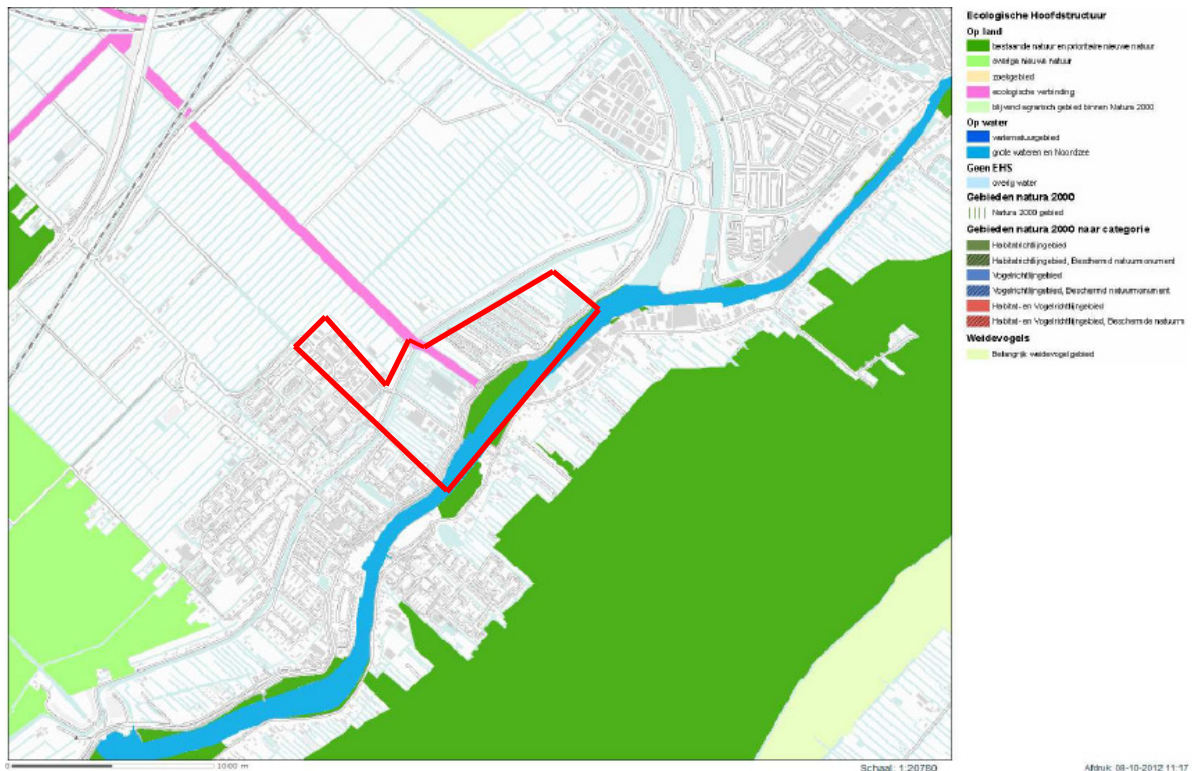 Ecologische Hoofdstructuur
Op land
bestaande natuur en prioritaire nieuwe natuur
overige nieuwe natuur
zoekgebied
ecologische verbinding
blijvend agrarisch gebied binnen Natura 2000
Op water
waternatuurgebied
grote wateren en Noordzee
Geen EHS
overig water
Gebieden natura 2000
Natura 2000 gebied
Gebieden natura 2000 naar categorie
Habitatrichtlijngebied
Habitatrichtlijngebied, Beschermd natuurmonument
Vogelrichtlijngebied
Vogelrichtlijngebied, Beschermd natuurmonument
Habitat- en Vogelrichtlijngebied
Habitat- en Vogelrichtlijngebied, Beschermde natuurm
Weidevogels
Belangrijk weidevogelgebied
0 1000 m
Schaal: 1:20780
Afdruk: 08-10-2012 11:17